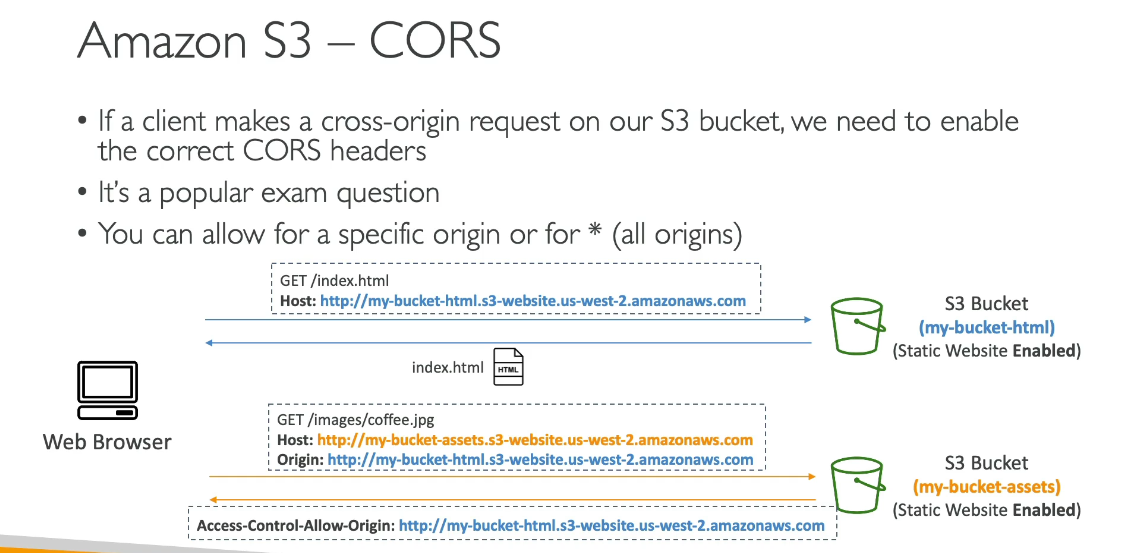 Amazon S3 – CORS
• If a client makes a cross-origin request on our S3 bucket, we need to enable
the correct CORS headers
• It's a popular exam question
• You can allow for a specific origin or for * (all origins)
GET /index.html
Host: http://my-bucket-html.s3-website.us-west-2.amazonaws.com
S3 Bucket
(my-bucket-html)
(Static Website Enabled)
index.html
HTML
Web Browser
GET /images/coffee.jpg
Host: http://my-bucket-assets.s3-website.us-west-2.amazonaws.com
Origin: http://my-bucket-html.s3-website.us-west-2.amazonaws.com
S3 Bucket
(my-bucket-assets)
(Static Website Enabled)
Access-Control-Allow-Origin: http://my-bucket-html.s3-website.us-west-2.amazonaws.com